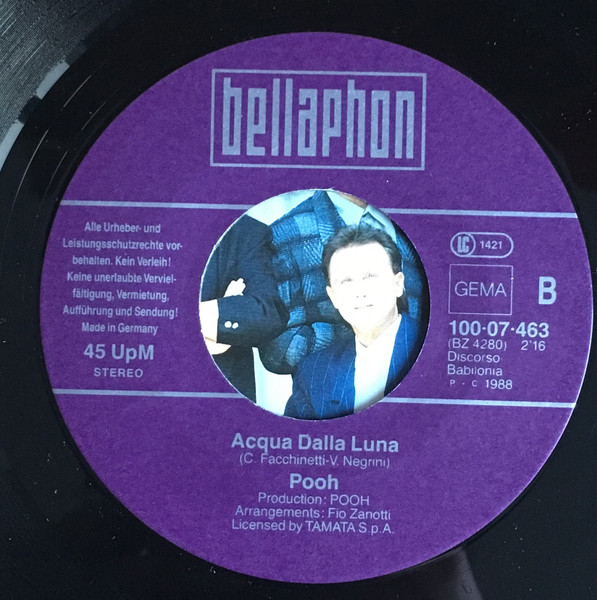 bellaphon
Alle Urheber- und
Leistungsschutzrechte vor-
behalten. Kein Verleih!
Keine unerlaubte Verviel-
fältigung, Vermietung,
Aufführung und Sendung!
Made in Germany
45 UpM
STEREO
LC 1421
GEMA
B
100·07·463
(BZ 4280) 2'16
Discorso
Babilonia
P - C 1988
Acqua Dalla Luna
(C. Facchinetti-V. Negrini)
Pooh
Production: POOH
Arrangements: Fio Zanotti
Licensed by TAMATA S.p.A.